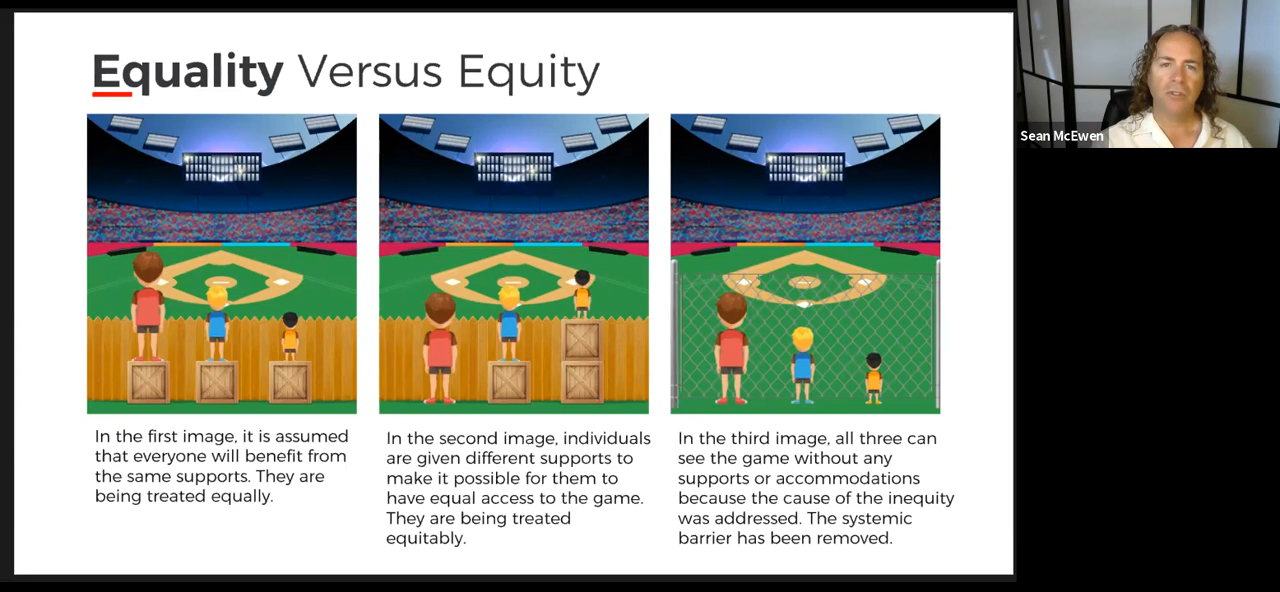 Equality Versus Equity
Sean McEwen
In the first image, it is assumed
that everyone will benefit from
the same supports. They are
being treated equally.
In the second image, individuals
are given different supports to
make it possible for them to
have equal access to the game.
They are being treated
equitably.
In the third image, all three can
see the game without any
supports or accommodations
because the cause of the inequity
was addressed. The systemic
barrier has been removed.